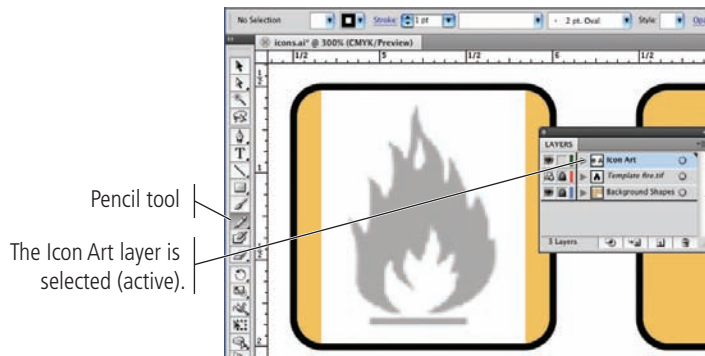 No Selection Stroke: 1 pt 2 pt. Oval Style:
icons.ai* @ 300% (CMYK/Preview)
1/2 5 1/2 6 1/2
LAYERS
Icon Art
Template fire.tif
Background Shapes
3 Layers
Pencil tool
The Icon Art layer is
selected (active).